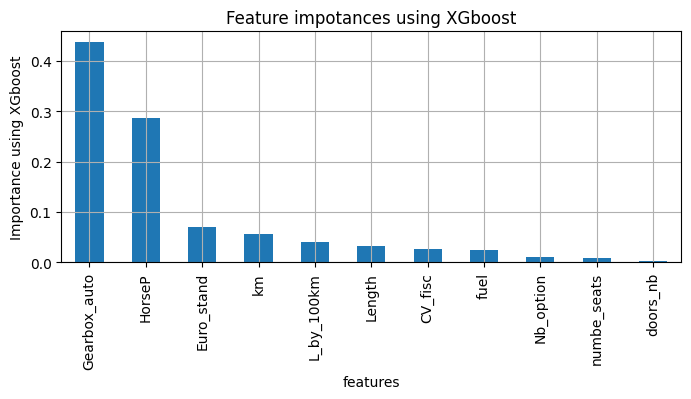 Feature impotances using XGboost
Importance using XGboost
0.4
0.3
0.2
0.1
0.0
Gearbox_auto
HorseP
Euro_stand
km
L_by_100km
Length
CV_fisc
fuel
Nb_option
numbe_seats
doors_nb
features